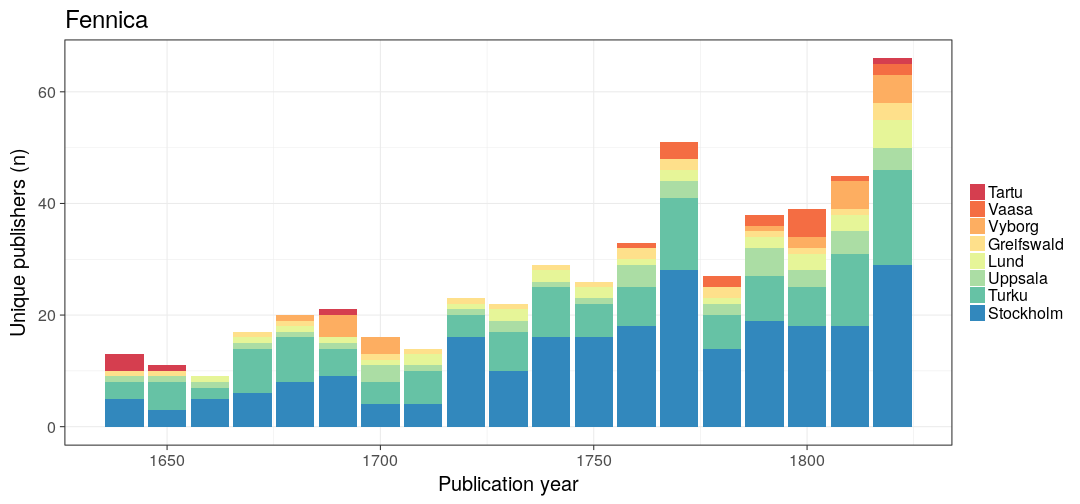 Fennica
Unique publishers (n)
60
40
20
0
1650
1700
1750
1800
Publication year
Tartu
Vaasa
Vyborg
Greifswald
Lund
Uppsala
Turku
Stockholm